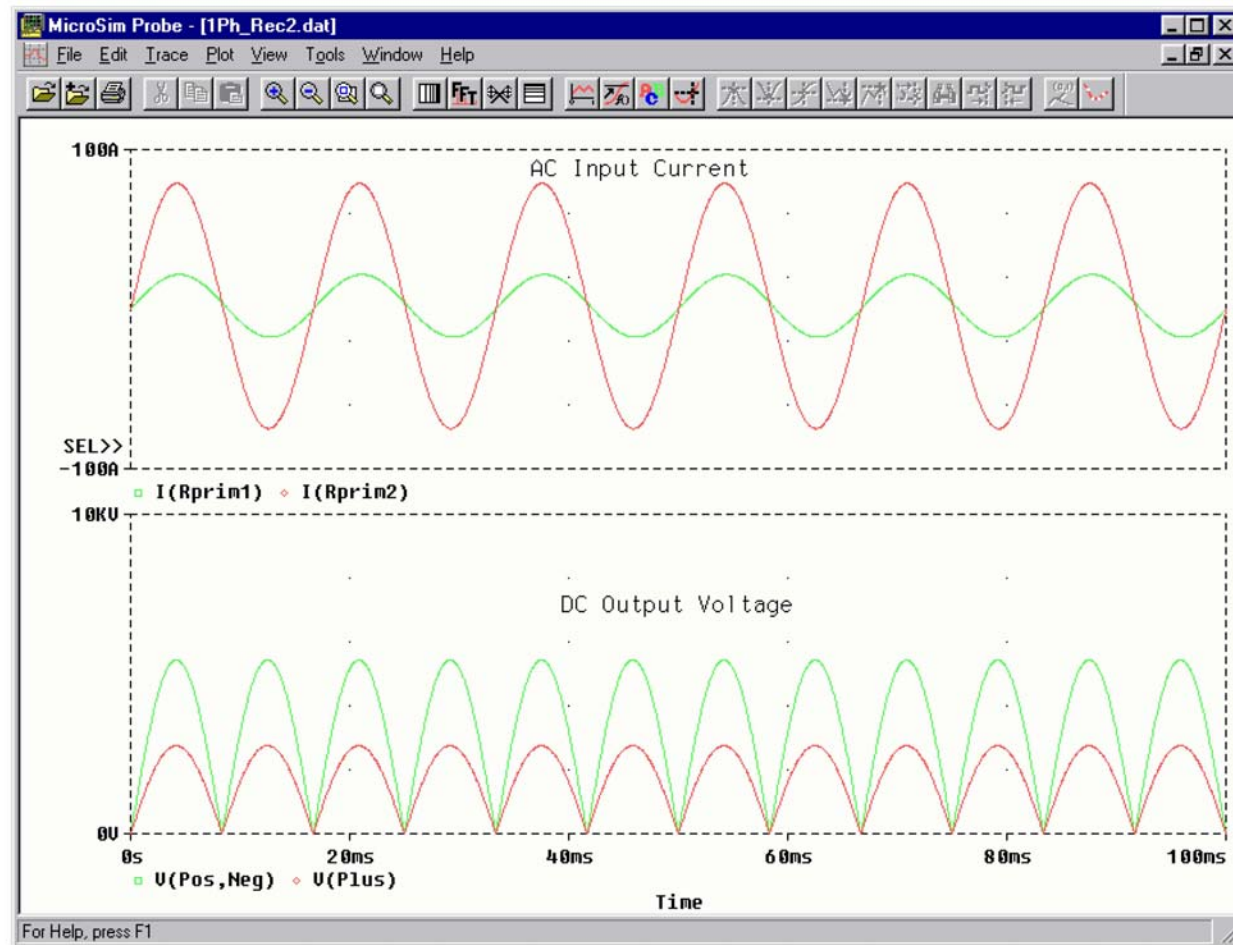 MicroSim Probe - [1Ph_Rec2.dat]
File Edit Trace Plot View Tools Window Help
100A
AC Input Current
SEL>>
-100A
I(Rprim1) I(Rprim2)
10KV
DC Output Voltage
0V
0s 20ms 40ms 60ms 80ms 100ms
V(Pos,Neg) V(Plus)
Time
For Help, press F1